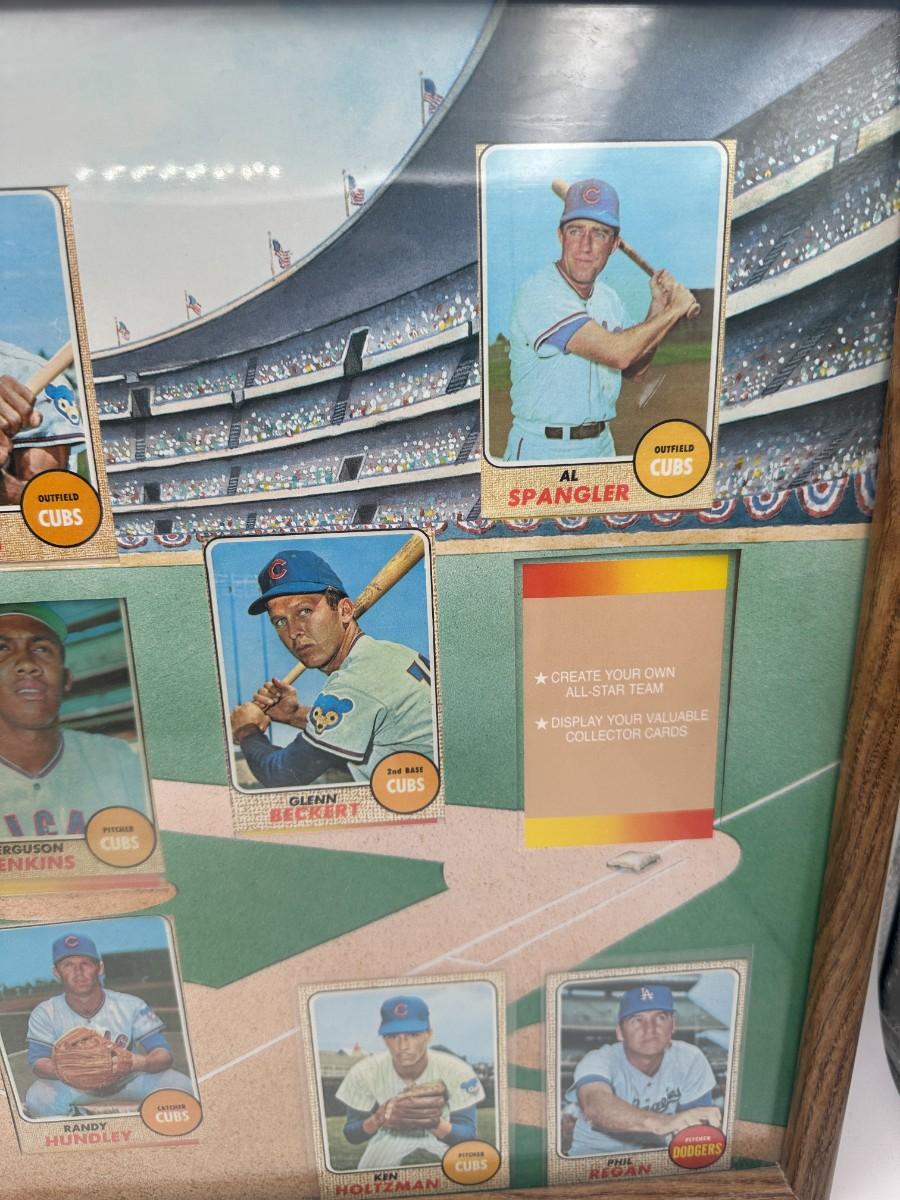 C
OUTFIELD
CUBS
AL
SPANGLER
OUTFIELD
CUBS
C
2nd BASE
CUBS
GLENN
BECKERT
★ CREATE YOUR OWN
ALL-STAR TEAM
★ DISPLAY YOUR VALUABLE
COLLECTOR CARDS
PITCHER
CUBS
ERGUSON
ENKINS
C
CATCHER
CUBS
RANDY
HUNDLEY
C
PITCHER
CUBS
KEN
HOLTZMAN
LA
PITCHER
DODGERS
PHIL
REGAN